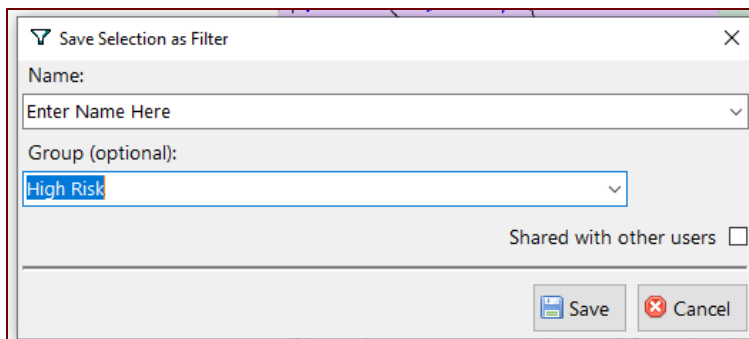 Save Selection as Filter
Name:
Enter Name Here
Group (optional):
High Risk
Shared with other users
Save
Cancel